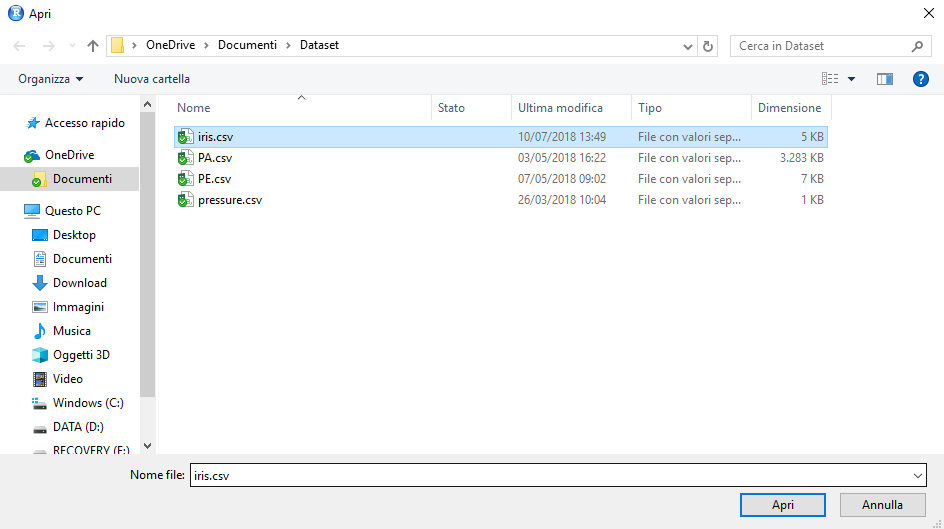 Apri
OneDrive > Documenti > Dataset
Cerca in Dataset
Organizza
Nuova cartella
Nome Stato Ultima modifica Tipo Dimensione
iris.csv 10/07/2018 13:49 File con valori sep... 5 KB
PA.csv 03/05/2018 16:22 File con valori sep... 3.283 KB
PE.csv 07/05/2018 09:02 File con valori sep... 7 KB
pressure.csv 26/03/2018 10:04 File con valori sep... 1 KB
Accesso rapido
OneDrive
Documenti
Questo PC
Desktop
Documenti
Download
Immagini
Musica
Oggetti 3D
Video
Windows (C:)
DATA (D:)
RECOVERY (E:)
Nome file: iris.csv
Apri Annulla